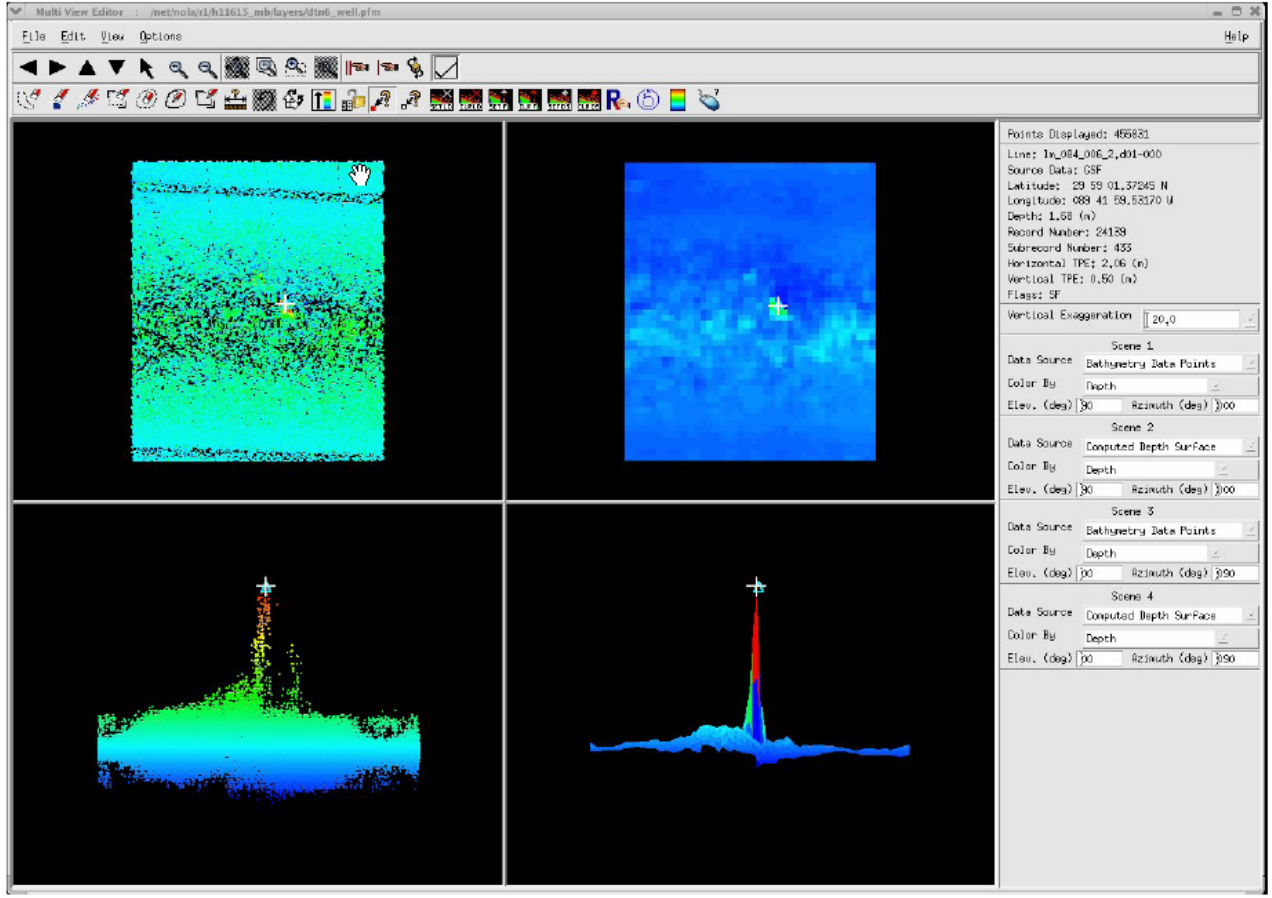 Multi View Editor : /net/nola/r1/h11615_mb/layers/dtn6_well.pfm
File Edit View Options Help
Points Displayed: 455831
Line: lm_084_006_2.d01-000
Source Data: GSF
Latitude: 29 59 01.37245 N
Longitude: 089 41 59.53170 W
Depth: 1.68 (m)
Record Number: 24139
Subrecord Number: 433
Horizontal TPE: 2.06 (m)
Vertical TPE: 0.50 (m)
Flags: SF
Vertical Exaggeration 20.0
Scene 1
Data Source Bathymetry Data Points
Color By Depth
Elev. (deg) 90 Azimuth (deg) 000
Scene 2
Data Source Computed Depth Surface
Color By Depth
Elev. (deg) 90 Azimuth (deg) 000
Scene 3
Data Source Bathymetry Data Points
Color By Depth
Elev. (deg) 00 Azimuth (deg) 090
Scene 4
Data Source Computed Depth Surface
Color By Depth
Elev. (deg) 00 Azimuth (deg) 090